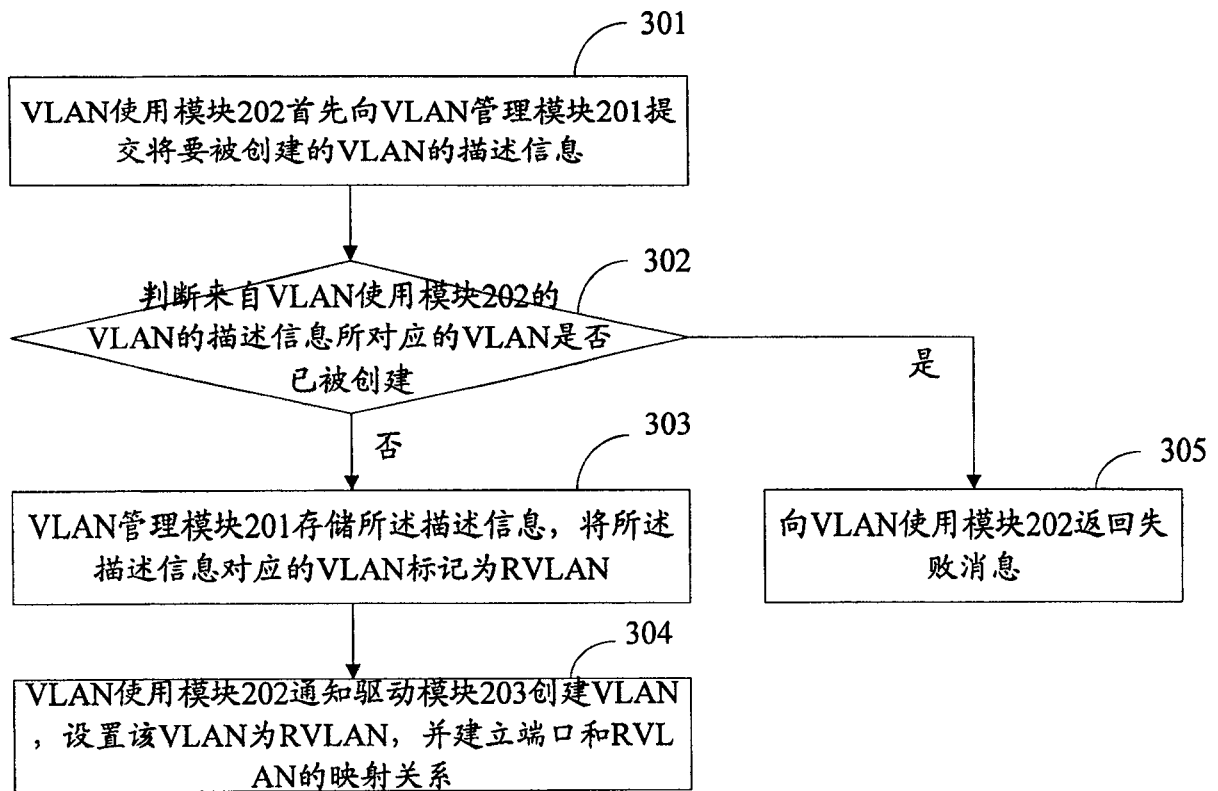 301
VLAN使用模块202首先向VLAN管理模块201提
交将要被创建的VLAN的描述信息
302
判断来自VLAN使用模块202的
VLAN的描述信息所对应的VLAN是否
已被创建
是
否
303
305
VLAN管理模块201存储所述描述信息，将所述
描述信息对应的VLAN标记为RVLAN
向VLAN使用模块202返回失
败消息
304
VLAN使用模块202通知驱动模块203创建VLAN
，设置该VLAN为RVLAN，并建立端口和RVL
AN的映射关系